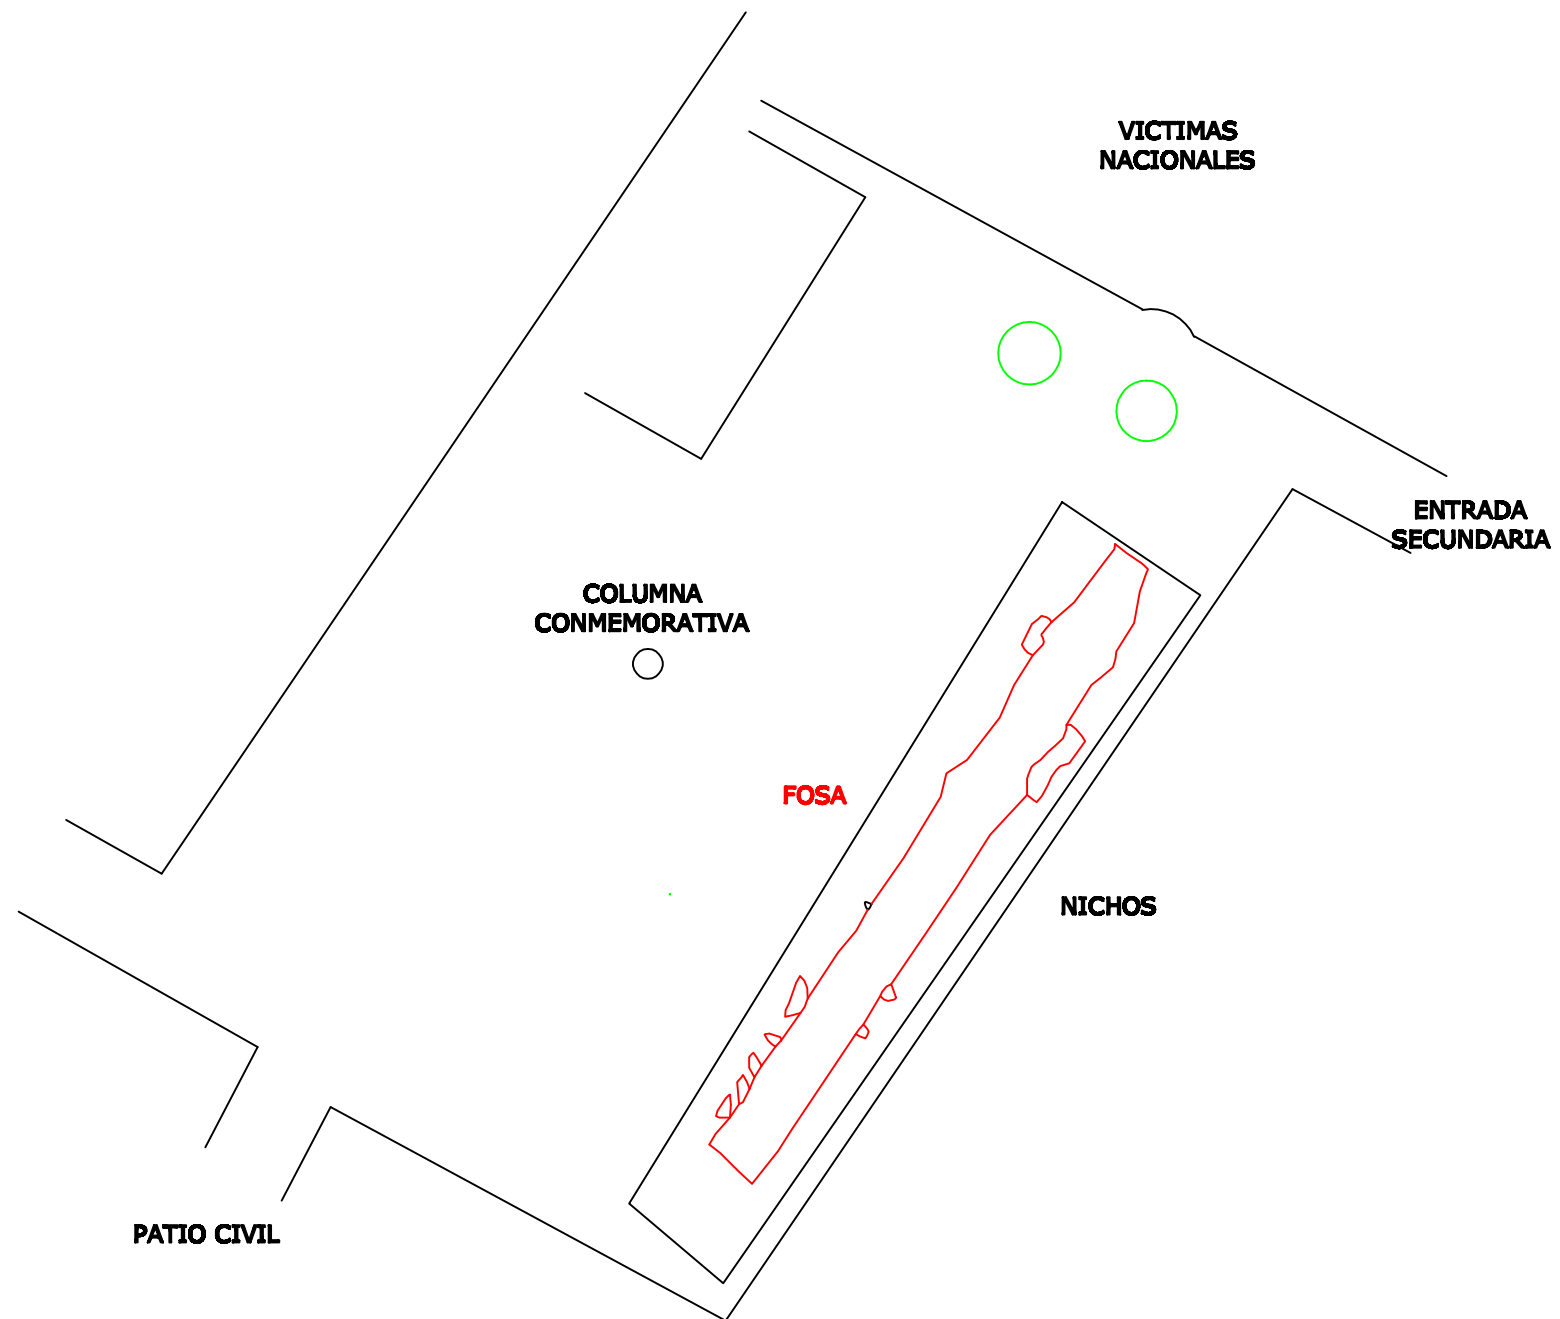 VICTIMAS
NACIONALES
ENTRADA
SECUNDARIA
COLUMNA
CONMEMORATIVA
FOSA
NICHOS
PATIO CIVIL